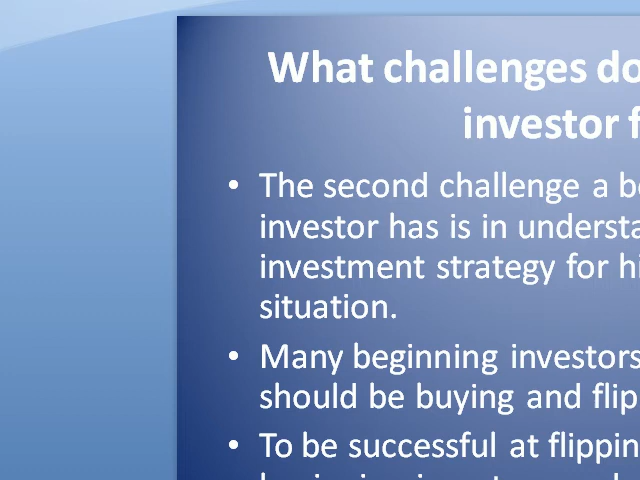 What challenges do
investor f
• The second challenge a b
investor has is in understa
investment strategy for hi
situation.
• Many beginning investors
should be buying and flip
• To be successful at flippin